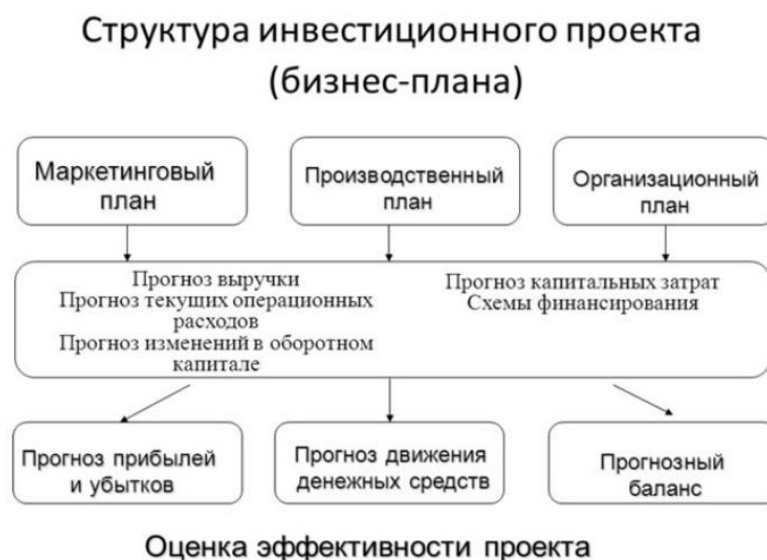 Структура инвестиционного проекта
(бизнес-плана)
Маркетинговый
план
Производственный
план
Организационный
план
Прогноз выручки
Прогноз текущих операционных
расходов
Прогноз изменений в оборотном
капитале
Прогноз капитальных затрат
Схемы финансирования
Прогноз прибылей
и убытков
Прогноз движения
денежных средств
Прогнозный
баланс
Оценка эффективности проекта